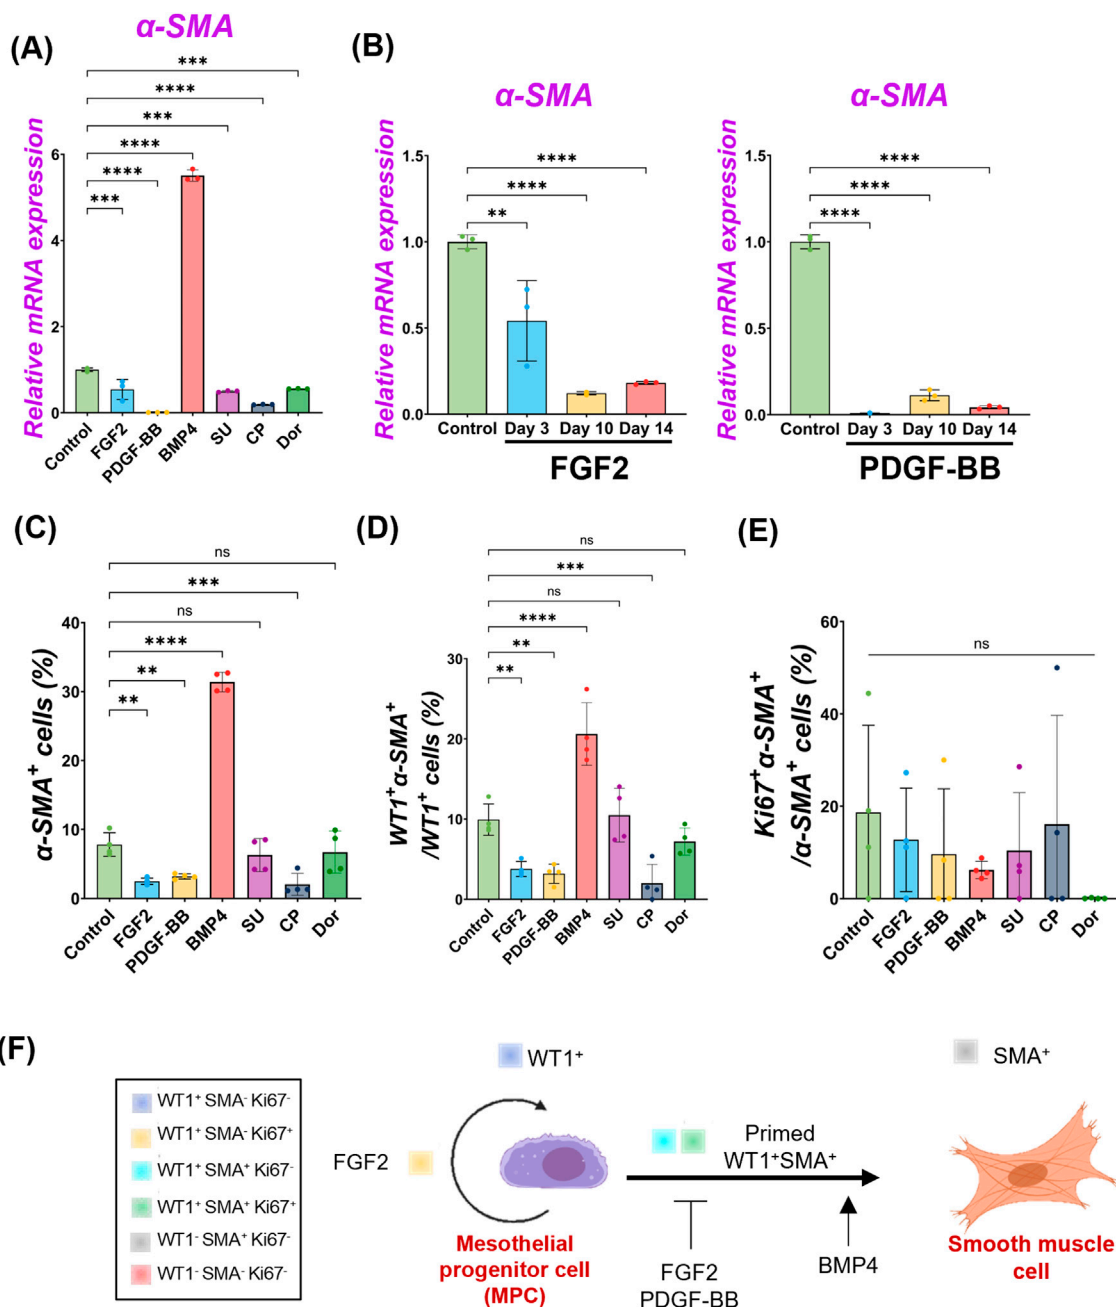 (A)
α-SMA
***
****
***
****
****
***
Relative mRNA expression
6
4
2
0
Control
FGF2
PDGF-BB
BMP4
SU
CP
Dor
(B)
α-SMA
****
****
**
Relative mRNA expression
1.5
1.0
0.5
0.0
Control Day 3 Day 10 Day 14
FGF2
α-SMA
****
****
****
Relative mRNA expression
1.5
1.0
0.5
0.0
Control Day 3 Day 10 Day 14
PDGF-BB
(C)
ns
***
ns
****
**
**
α-SMA⁺ cells (%)
40
30
20
10
0
Control
FGF2
PDGF-BB
BMP4
SU
CP
Dor
(D)
ns
***
ns
****
**
**
WT1⁺α-SMA⁺
/WT1⁺ cells (%)
30
20
10
0
Control
FGF2
PDGF-BB
BMP4
SU
CP
Dor
(E)
ns
Ki67⁺α-SMA⁺
/α-SMA⁺ cells (%)
60
40
20
0
Control
FGF2
PDGF-BB
BMP4
SU
CP
Dor
(F)
WT1⁺ SMA⁻ Ki67⁻
WT1⁺ SMA⁻ Ki67⁺
WT1⁺ SMA⁺ Ki67⁻
WT1⁺ SMA⁺ Ki67⁺
WT1⁻ SMA⁺ Ki67⁻
WT1⁻ SMA⁻ Ki67⁻
WT1⁺
FGF2
Mesothelial
progenitor cell
(MPC)
Primed
WT1⁺SMA⁺
FGF2
PDGF-BB
BMP4
SMA⁺
Smooth muscle
cell